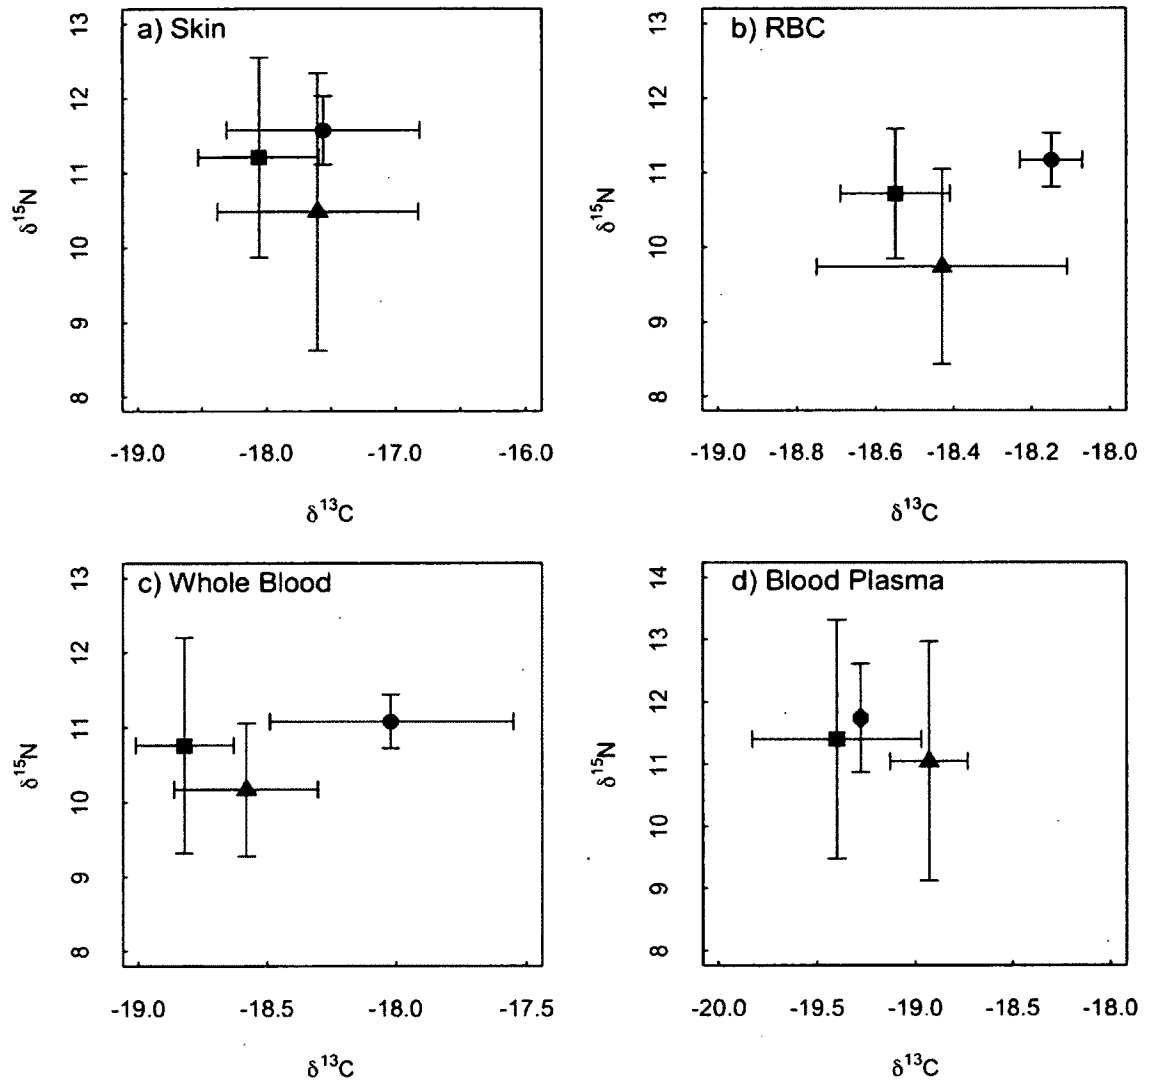 a) Skin
13
12
11
10
9
8
δ15N
-19.0 -18.0 -17.0 -16.0
δ13C
b) RBC
13
12
11
10
9
8
δ15N
-19.0 -18.8 -18.6 -18.4 -18.2 -18.0
δ13C
c) Whole Blood
13
12
11
10
9
8
δ15N
-19.0 -18.5 -18.0 -17.5
δ13C
d) Blood Plasma
14
13
12
11
10
9
8
δ15N
-20.0 -19.5 -19.0 -18.5 -18.0
δ13C